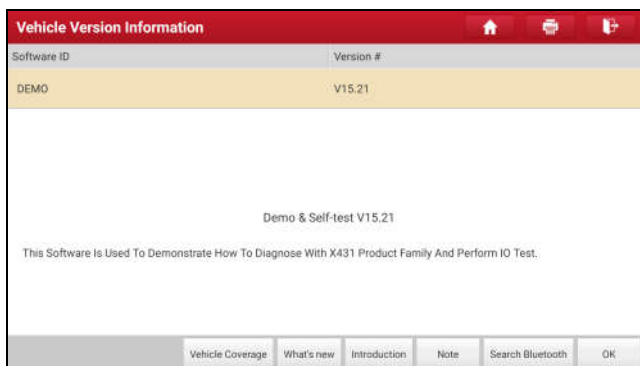 Vehicle Version Information
Software ID Version #
DEMO V15.21
Demo & Self-test V15.21
This Software Is Used To Demonstrate How To Diagnose With X431 Product Family And Perform IO Test.
Vehicle Coverage What's new Introduction Note Search Bluetooth OK